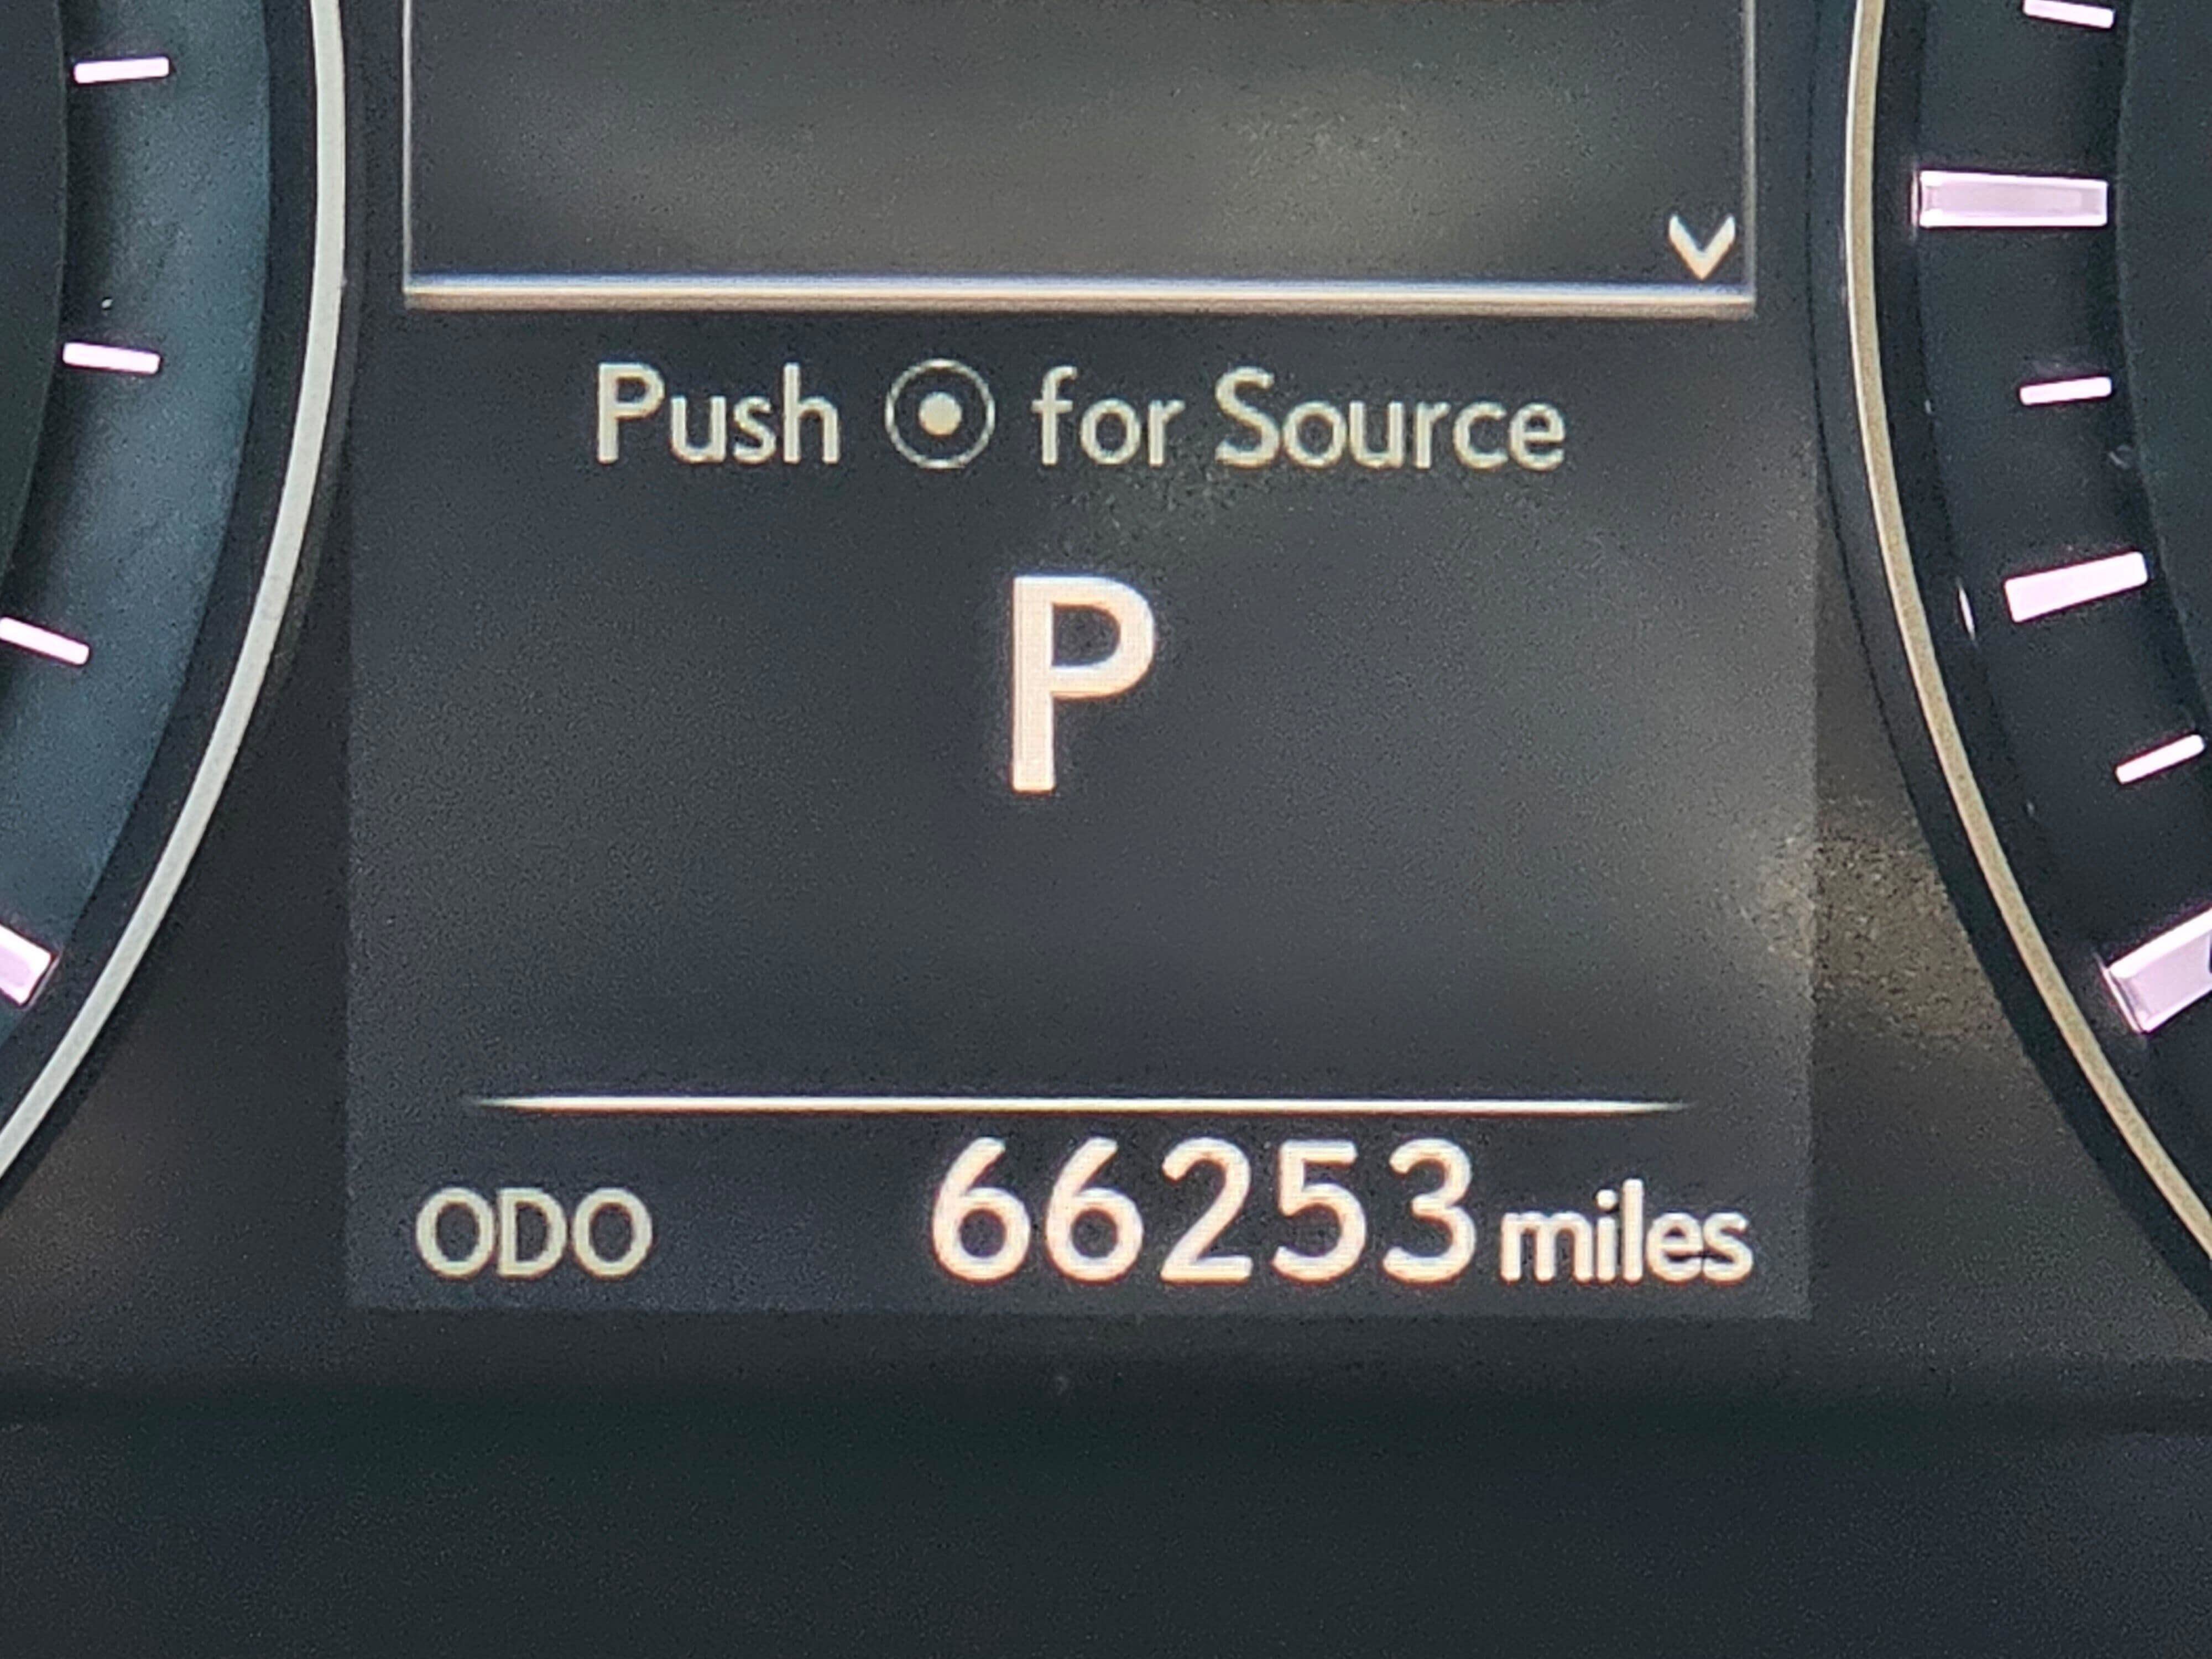 Push ⦿ for Source
P
ODO 66253 miles